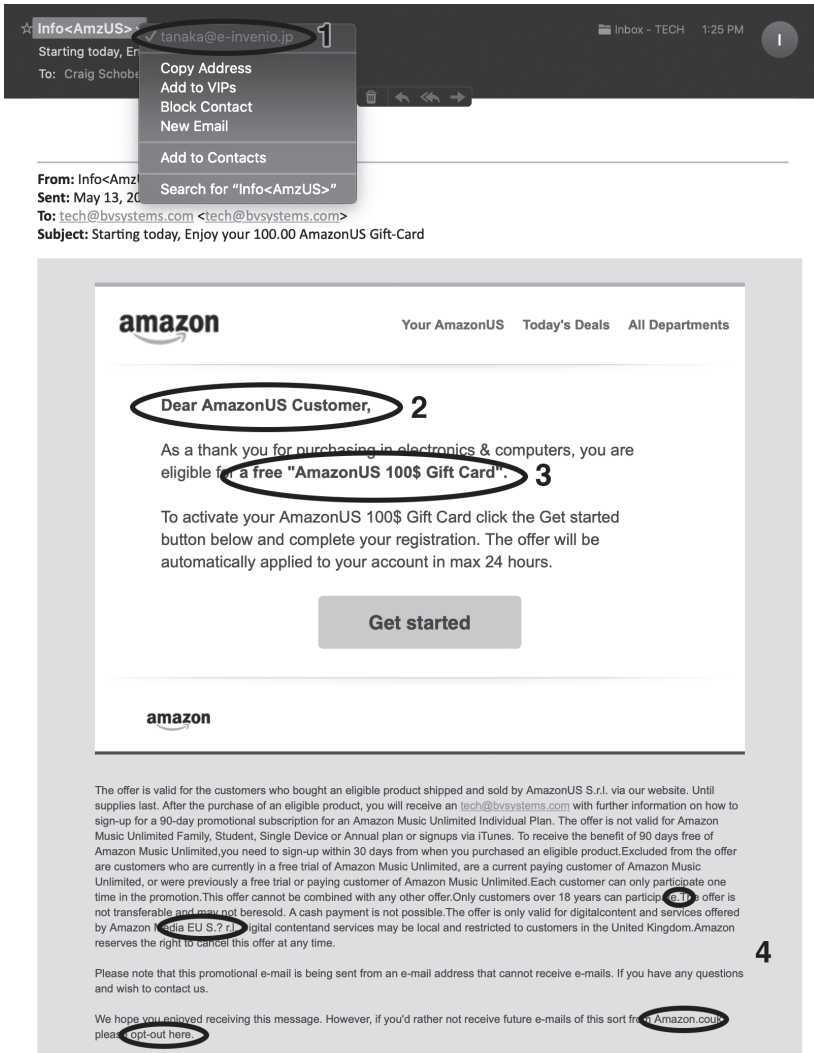 ☆ Info<AmzUS>
Inbox - TECH 1:25 PM
I
✓ tanaka@e-invenio.jp 1
Starting today, En
To: Craig Schobe
Copy Address
Add to VIPs
Block Contact
New Email
Add to Contacts
Search for “Info<AmzUS>”
From: Info<Amz
Sent: May 13, 20
To: tech@bvsystems.com <tech@bvsystems.com>
Subject: Starting today, Enjoy your 100.00 AmazonUS Gift-Card
amazon
Your AmazonUS Today's Deals All Departments
Dear AmazonUS Customer, 2
As a thank you for purchasing in electronics & computers, you are
eligible for a free "AmazonUS 100$ Gift Card". 3
To activate your AmazonUS 100$ Gift Card click the Get started
button below and complete your registration. The offer will be
automatically applied to your account in max 24 hours.
Get started
amazon
The offer is valid for the customers who bought an eligible product shipped and sold by AmazonUS S.r.l. via our website. Until
supplies last. After the purchase of an eligible product, you will receive an tech@bvsystems.com with further information on how to
sign-up for a 90-day promotional subscription for an Amazon Music Unlimited Individual Plan. The offer is not valid for Amazon
Music Unlimited Family, Student, Single Device or Annual plan or signups via iTunes. To receive the benefit of 90 days free of
Amazon Music Unlimited,you need to sign-up within 30 days from when you purchased an eligible product.Excluded from the offer
are customers who are currently in a free trial of Amazon Music Unlimited, are a current paying customer of Amazon Music
Unlimited, or were previously a free trial or paying customer of Amazon Music Unlimited.Each customer can only participate one
time in the promotion.This offer cannot be combined with any other offer.Only customers over 18 years can participate.The offer is
not transferable and may not beresold. A cash payment is not possible.The offer is only valid for digitalcontent and services offered
by Amazon Media EU S.? r.l. Digital contentand services may be local and restricted to customers in the United Kingdom.Amazon
reserves the right to cancel this offer at any time.
4
Please note that this promotional e-mail is being sent from an e-mail address that cannot receive e-mails. If you have any questions
and wish to contact us.
We hope you enjoyed receiving this message. However, if you'd rather not receive future e-mails of this sort from Amazon.couk
please opt-out here.